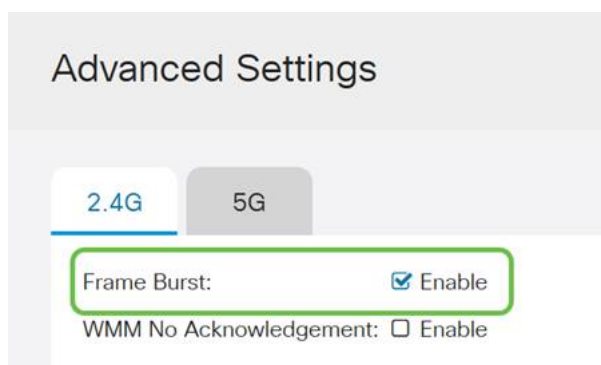 Advanced Settings
2.4G 5G
Frame Burst: Enable
WMM No Acknowledgement: Enable